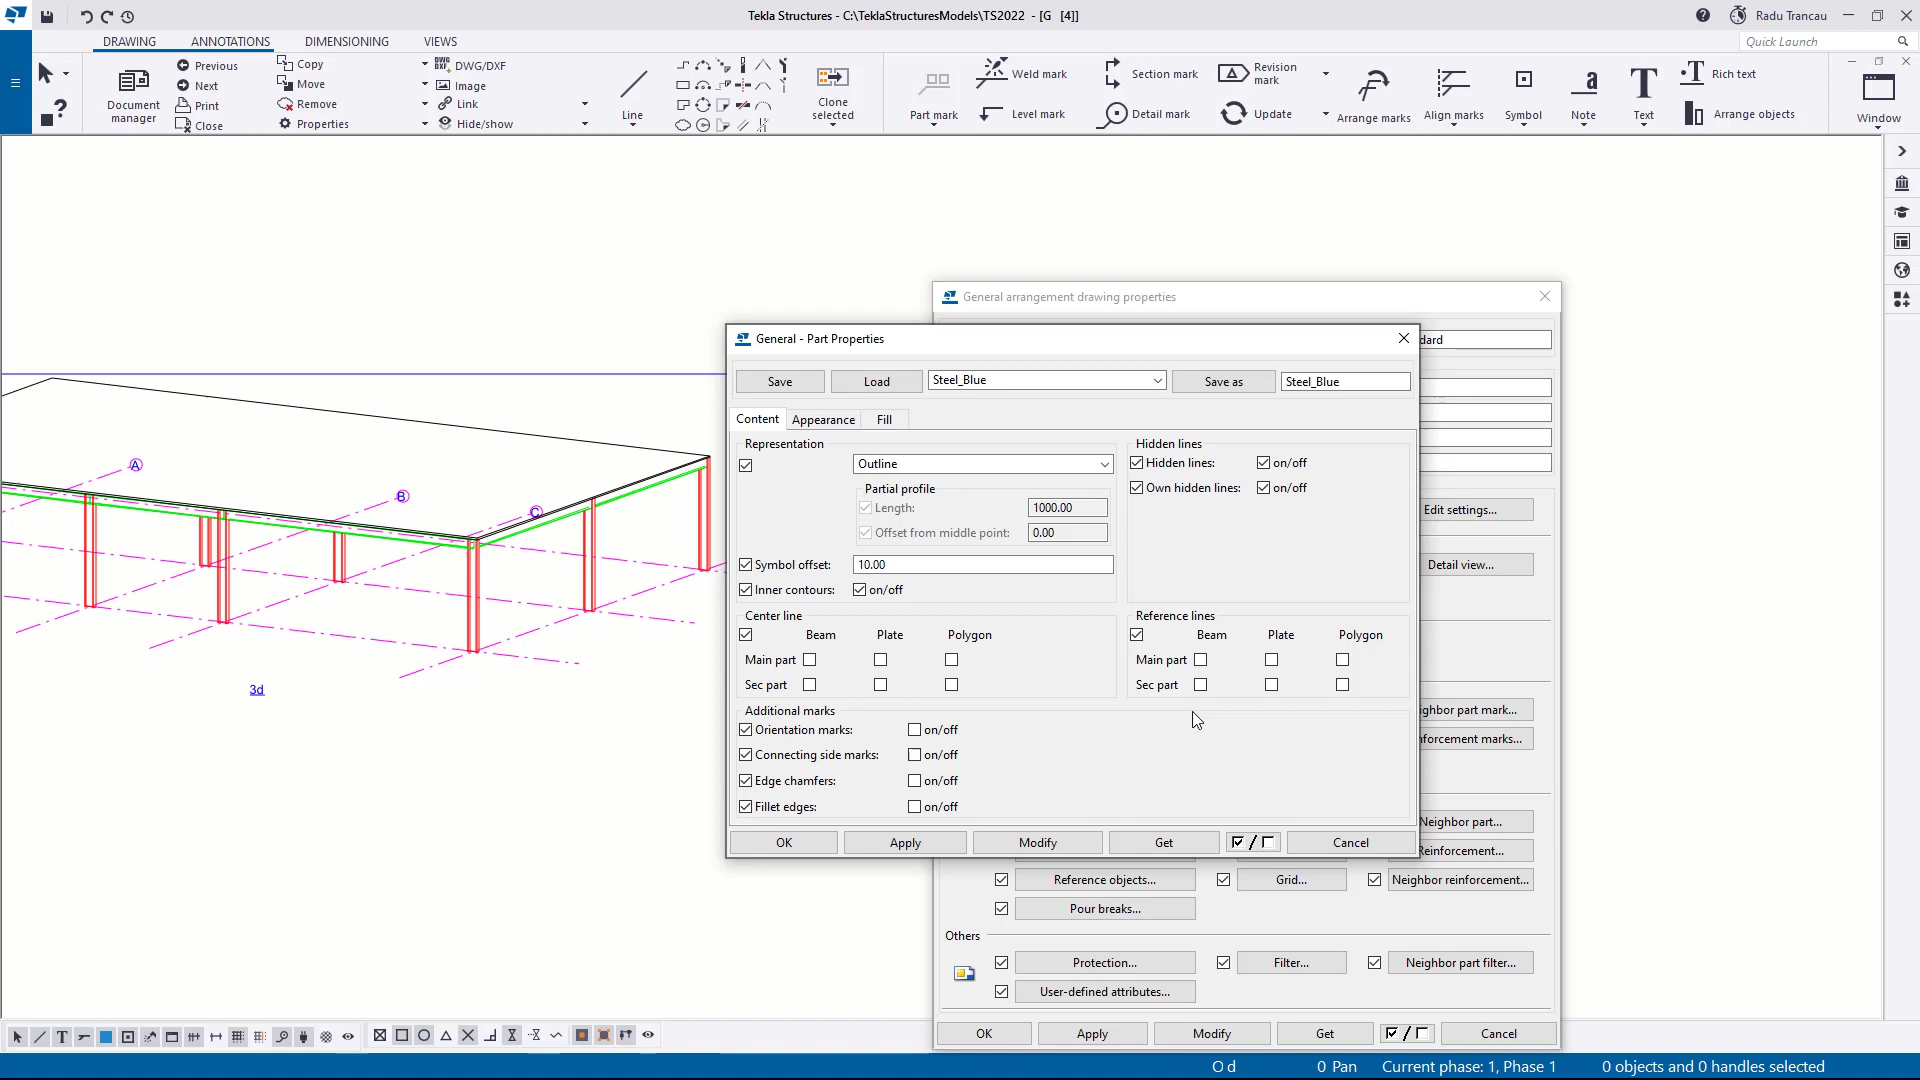 Tekla Structures - C:\TeklaStructuresModels\TS2022 - [G [4]]
Radu Trancau
DRAWING ANNOTATIONS DIMENSIONING VIEWS
Quick Launch
Document manager
Previous
Next
Print
Close
Copy
Move
Remove
Properties
DWG/DXF
Image
Link
Hide/show
Line
Clone selected
Part mark
Weld mark
Level mark
Section mark
Detail mark
Revision mark
Update
Arrange marks
Align marks
Symbol
Note
Text
Rich text
Arrange objects
Window
A
B
C
3d
General arrangement drawing properties
dard
Edit settings...
Detail view...
ghbor part mark...
nforcement marks...
Neighbor part...
Reinforcement...
Reference objects... Grid... Neighbor reinforcement...
Pour breaks...
Others
Protection... Filter... Neighbor part filter...
User-defined attributes...
OK Apply Modify Get / Cancel
General - Part Properties
Save Load Steel_Blue Save as Steel_Blue
Content Appearance Fill
Representation
Outline
Partial profile
Length: 1000.00
Offset from middle point: 0.00
Symbol offset: 10.00
Inner contours: on/off
Hidden lines
Hidden lines: on/off
Own hidden lines: on/off
Center line
Beam Plate Polygon
Main part
Sec part
Reference lines
Beam Plate Polygon
Main part
Sec part
Additional marks
Orientation marks: on/off
Connecting side marks: on/off
Edge chamfers: on/off
Fillet edges: on/off
OK Apply Modify Get / Cancel
O d 0 Pan Current phase: 1, Phase 1 0 objects and 0 handles selected